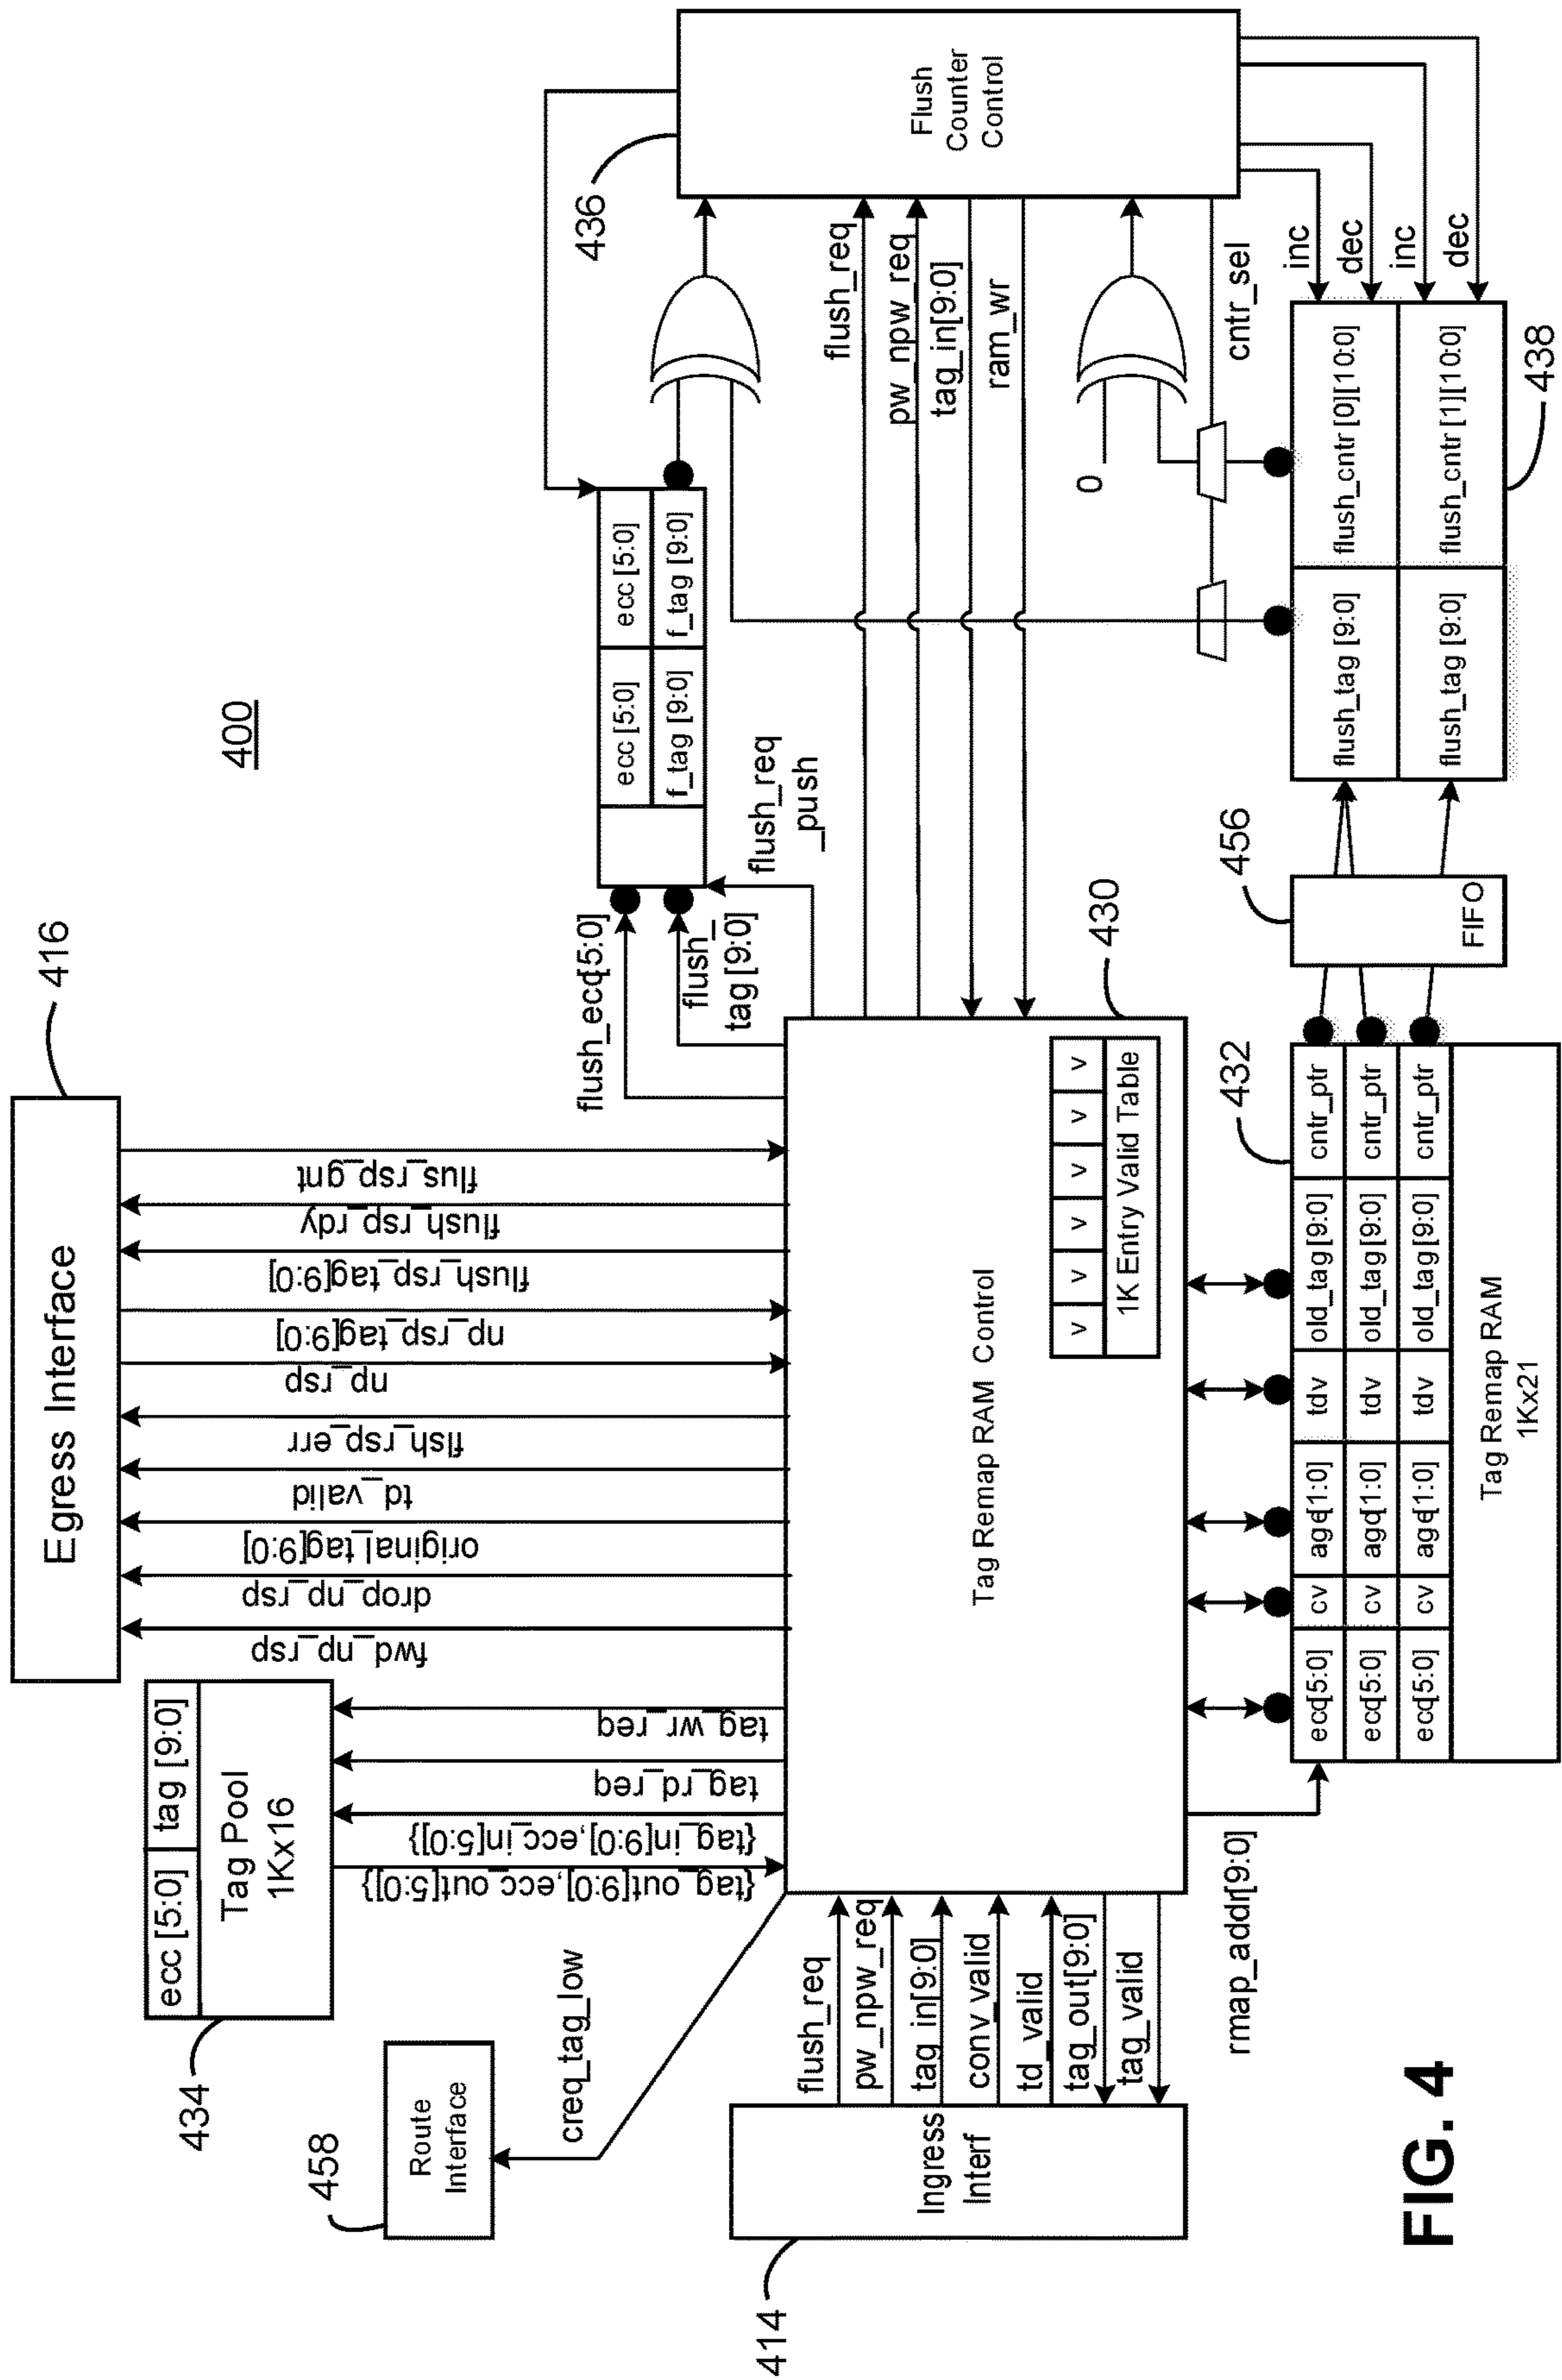 400
416
Egress Interface
fwd_np_rsp
drop_np_rsp
original_tag[9:0]
td_valid
flsh_rsp_err
np_rsp
np_rsp_tag[9:0]
flush_rsp_tag[9:0]
flush_rsp_rdy
flus_rsp_gnt
434
ecc [5:0]
tag [9:0]
Tag Pool
1Kx16
{tag_out[9:0],ecc_out[5:0]}
{tag_in[9:0],ecc_in[5:0]}
tag_rd_req
tag_wr_req
458
Route
Interface
creq_tag_low
414
Ingress
Interf
flush_req
pw_npw_req
tag_in[9:0]
conv_valid
td_valid
tag_out[9:0]
tag_valid
rmap_addr[9:0]
430
Tag Remap RAM Control
v
v
v
v
v
v
1K Entry Valid Table
flush_ecc[5:0]
flush_
tag [9:0]
flush_req
_push
ecc [5:0]
ecc [5:0]
f_tag [9:0]
f_tag [9:0]
436
Flush
Counter
Control
flush_req
pw_npw_req
tag_in[9:0]
ram_wr
0
cntr_sel
inc
dec
inc
dec
432
ecc[5:0]
cv
age[1:0]
tdv
old_tag [9:0]
cntr_ptr
ecc[5:0]
cv
age[1:0]
tdv
old_tag [9:0]
cntr_ptr
ecc[5:0]
cv
age[1:0]
tdv
old_tag [9:0]
cntr_ptr
Tag Remap RAM
1Kx21
456
FIFO
438
flush_tag [9:0]
flush_cntr [0][10:0]
flush_tag [9:0]
flush_cntr [1][10:0]
FIG. 4